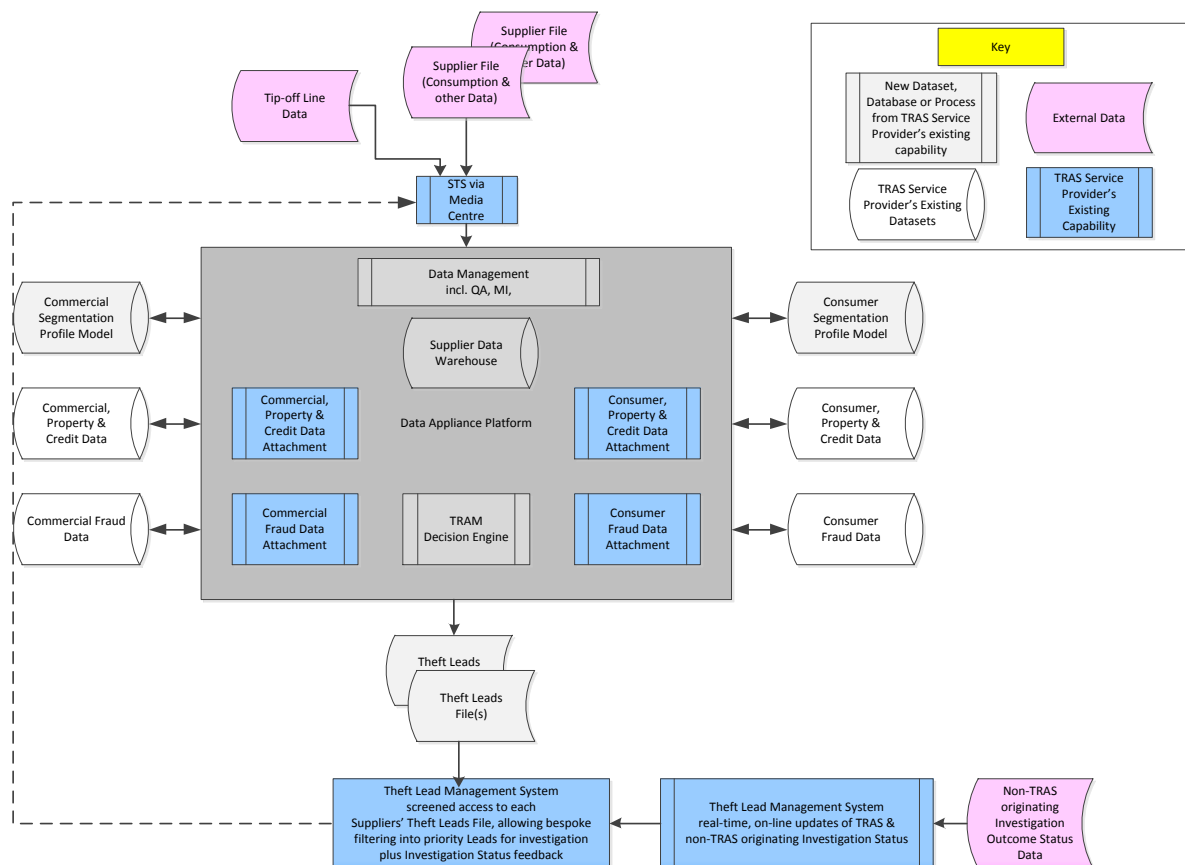 Supplier File
(Consumption &
er Data)
Supplier File
(Consumption &
other Data)
Tip-off Line
Data
STS via
Media
Centre
Key
New Dataset,
Database or Process
from TRAS Service
Provider's existing
capability
External Data
TRAS Service
Provider's Existing
Datasets
TRAS Service
Provider's
Existing
Capability
Data Management
incl. QA, MI,
Commercial
Segmentation
Profile Model
Supplier Data
Warehouse
Consumer
Segmentation
Profile Model
Commercial,
Property &
Credit Data
Commercial,
Property &
Credit Data
Attachment
Data Appliance Platform
Consumer,
Property &
Credit Data
Attachment
Consumer,
Property &
Credit Data
Commercial Fraud
Data
Commercial
Fraud Data
Attachment
TRAM
Decision Engine
Consumer
Fraud Data
Attachment
Consumer
Fraud Data
Theft Leads
Theft Leads
File(s)
Theft Lead Management System
screened access to each
Suppliers' Theft Leads File, allowing bespoke
filtering into priority Leads for investigation
plus Investigation Status feedback
Theft Lead Management System
real-time, on-line updates of TRAS &
non-TRAS originating Investigation Status
Non-TRAS
originating
Investigation
Outcome Status
Data